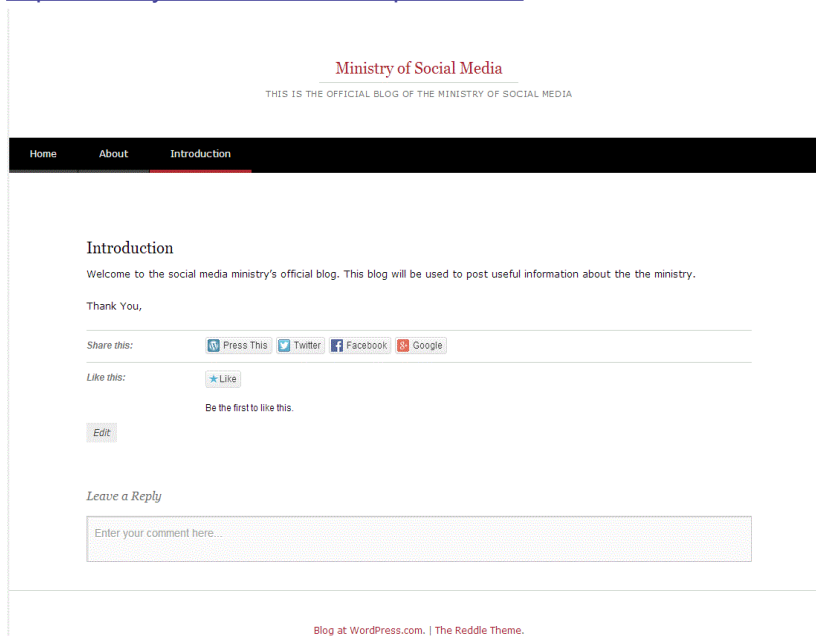 Ministry of Social Media
THIS IS THE OFFICIAL BLOG OF THE MINISTRY OF SOCIAL MEDIA
Home About Introduction
Introduction
Welcome to the social media ministry's official blog. This blog will be used to post useful information about the the ministry.
Thank You,
Share this: Press This Twitter Facebook Google
Like this: Like
Be the first to like this.
Edit
Leave a Reply
Enter your comment here...
Blog at WordPress.com. | The Reddle Theme.